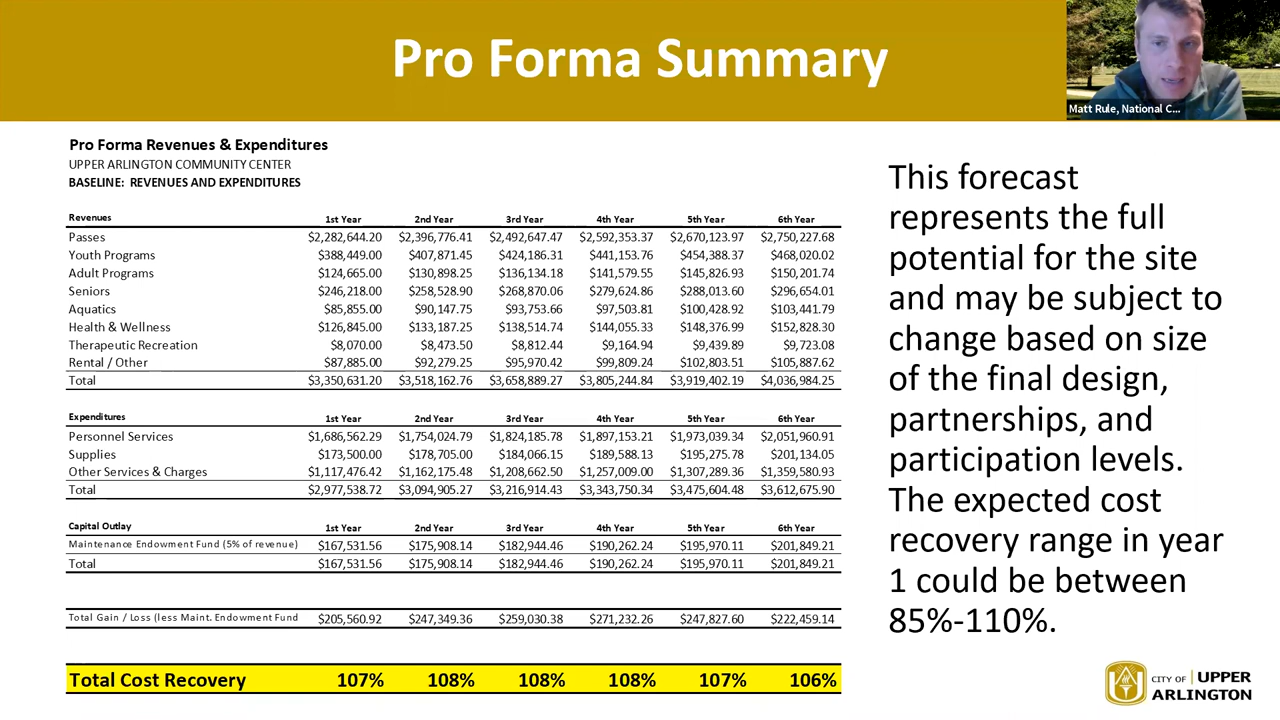 Pro Forma Summary
Matt Rule, National C...
Pro Forma Revenues & Expenditures
UPPER ARLINGTON COMMUNITY CENTER
BASELINE: REVENUES AND EXPENDITURES
Revenues 1st Year 2nd Year 3rd Year 4th Year 5th Year 6th Year
Passes $2,282,644.20 $2,396,776.41 $2,492,647.47 $2,592,353.37 $2,670,123.97 $2,750,227.68
Youth Programs $388,449.00 $407,871.45 $424,186.31 $441,153.76 $454,388.37 $468,020.02
Adult Programs $124,665.00 $130,898.25 $136,134.18 $141,579.55 $145,826.93 $150,201.74
Seniors $246,218.00 $258,528.90 $268,870.06 $279,624.86 $288,013.60 $296,654.01
Aquatics $85,855.00 $90,147.75 $93,753.66 $97,503.81 $100,428.92 $103,441.79
Health & Wellness $126,845.00 $133,187.25 $138,514.74 $144,055.33 $148,376.99 $152,828.30
Therapeutic Recreation $8,070.00 $8,473.50 $8,812.44 $9,164.94 $9,439.89 $9,723.08
Rental / Other $87,885.00 $92,279.25 $95,970.42 $99,809.24 $102,803.51 $105,887.62
Total $3,350,631.20 $3,518,162.76 $3,658,889.27 $3,805,244.84 $3,919,402.19 $4,036,984.25
Expenditures 1st Year 2nd Year 3rd Year 4th Year 5th Year 6th Year
Personnel Services $1,686,562.29 $1,754,024.79 $1,824,185.78 $1,897,153.21 $1,973,039.34 $2,051,960.91
Supplies $173,500.00 $178,705.00 $184,066.15 $189,588.13 $195,275.78 $201,134.05
Other Services & Charges $1,117,476.42 $1,162,175.48 $1,208,662.50 $1,257,009.00 $1,307,289.36 $1,359,580.93
Total $2,977,538.72 $3,094,905.27 $3,216,914.43 $3,343,750.34 $3,475,604.48 $3,612,675.90
Capital Outlay 1st Year 2nd Year 3rd Year 4th Year 5th Year 6th Year
Maintenance Endowment Fund (5% of revenue) $167,531.56 $175,908.14 $182,944.46 $190,262.24 $195,970.11 $201,849.21
Total $167,531.56 $175,908.14 $182,944.46 $190,262.24 $195,970.11 $201,849.21
Total Gain / Loss (less Maint. Endowment Fund $205,560.92 $247,349.36 $259,030.38 $271,232.26 $247,827.60 $222,459.14
Total Cost Recovery 107% 108% 108% 108% 107% 106%
This forecast
represents the full
potential for the site
and may be subject to
change based on size
of the final design,
partnerships, and
participation levels.
The expected cost
recovery range in year
1 could be between
85%-110%.
CITY OF UPPER
ARLINGTON